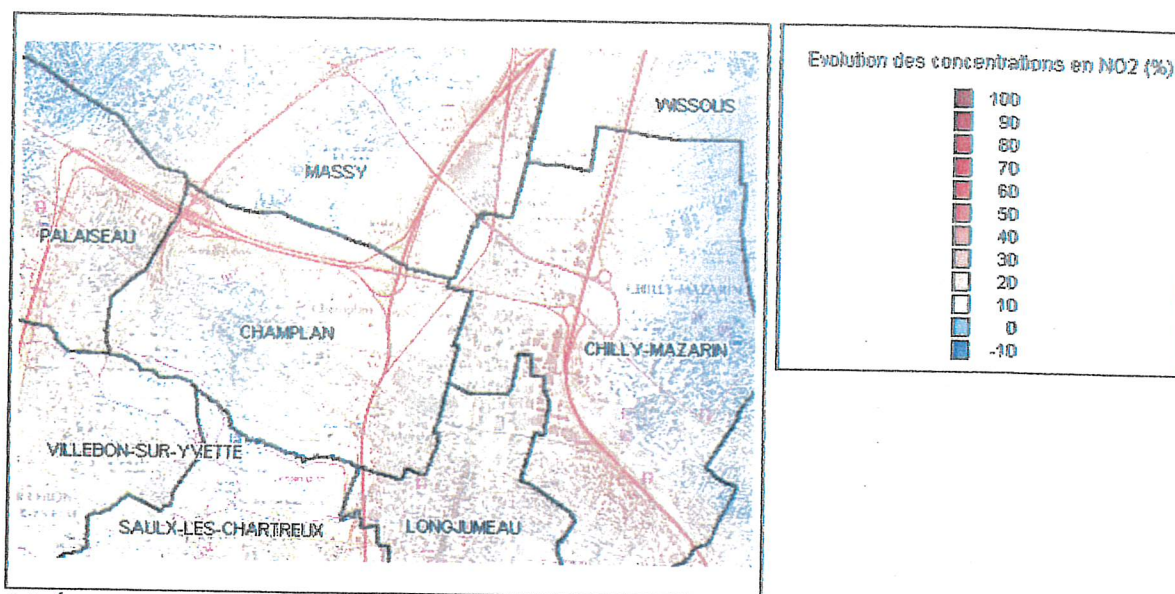 Evolution des concentrations en NO2 (%)
100
90
80
70
60
50
40
30
20
10
0
-10
WISSOUS
MASSY
PALAISEAU
CHILLY-MAZARIN
CHAMPLAN
CHILLY-MAZARIN
VILLEBON-SUR-YVETTE
SAULX-LES-CHARTREUX
LONGJUMEAU